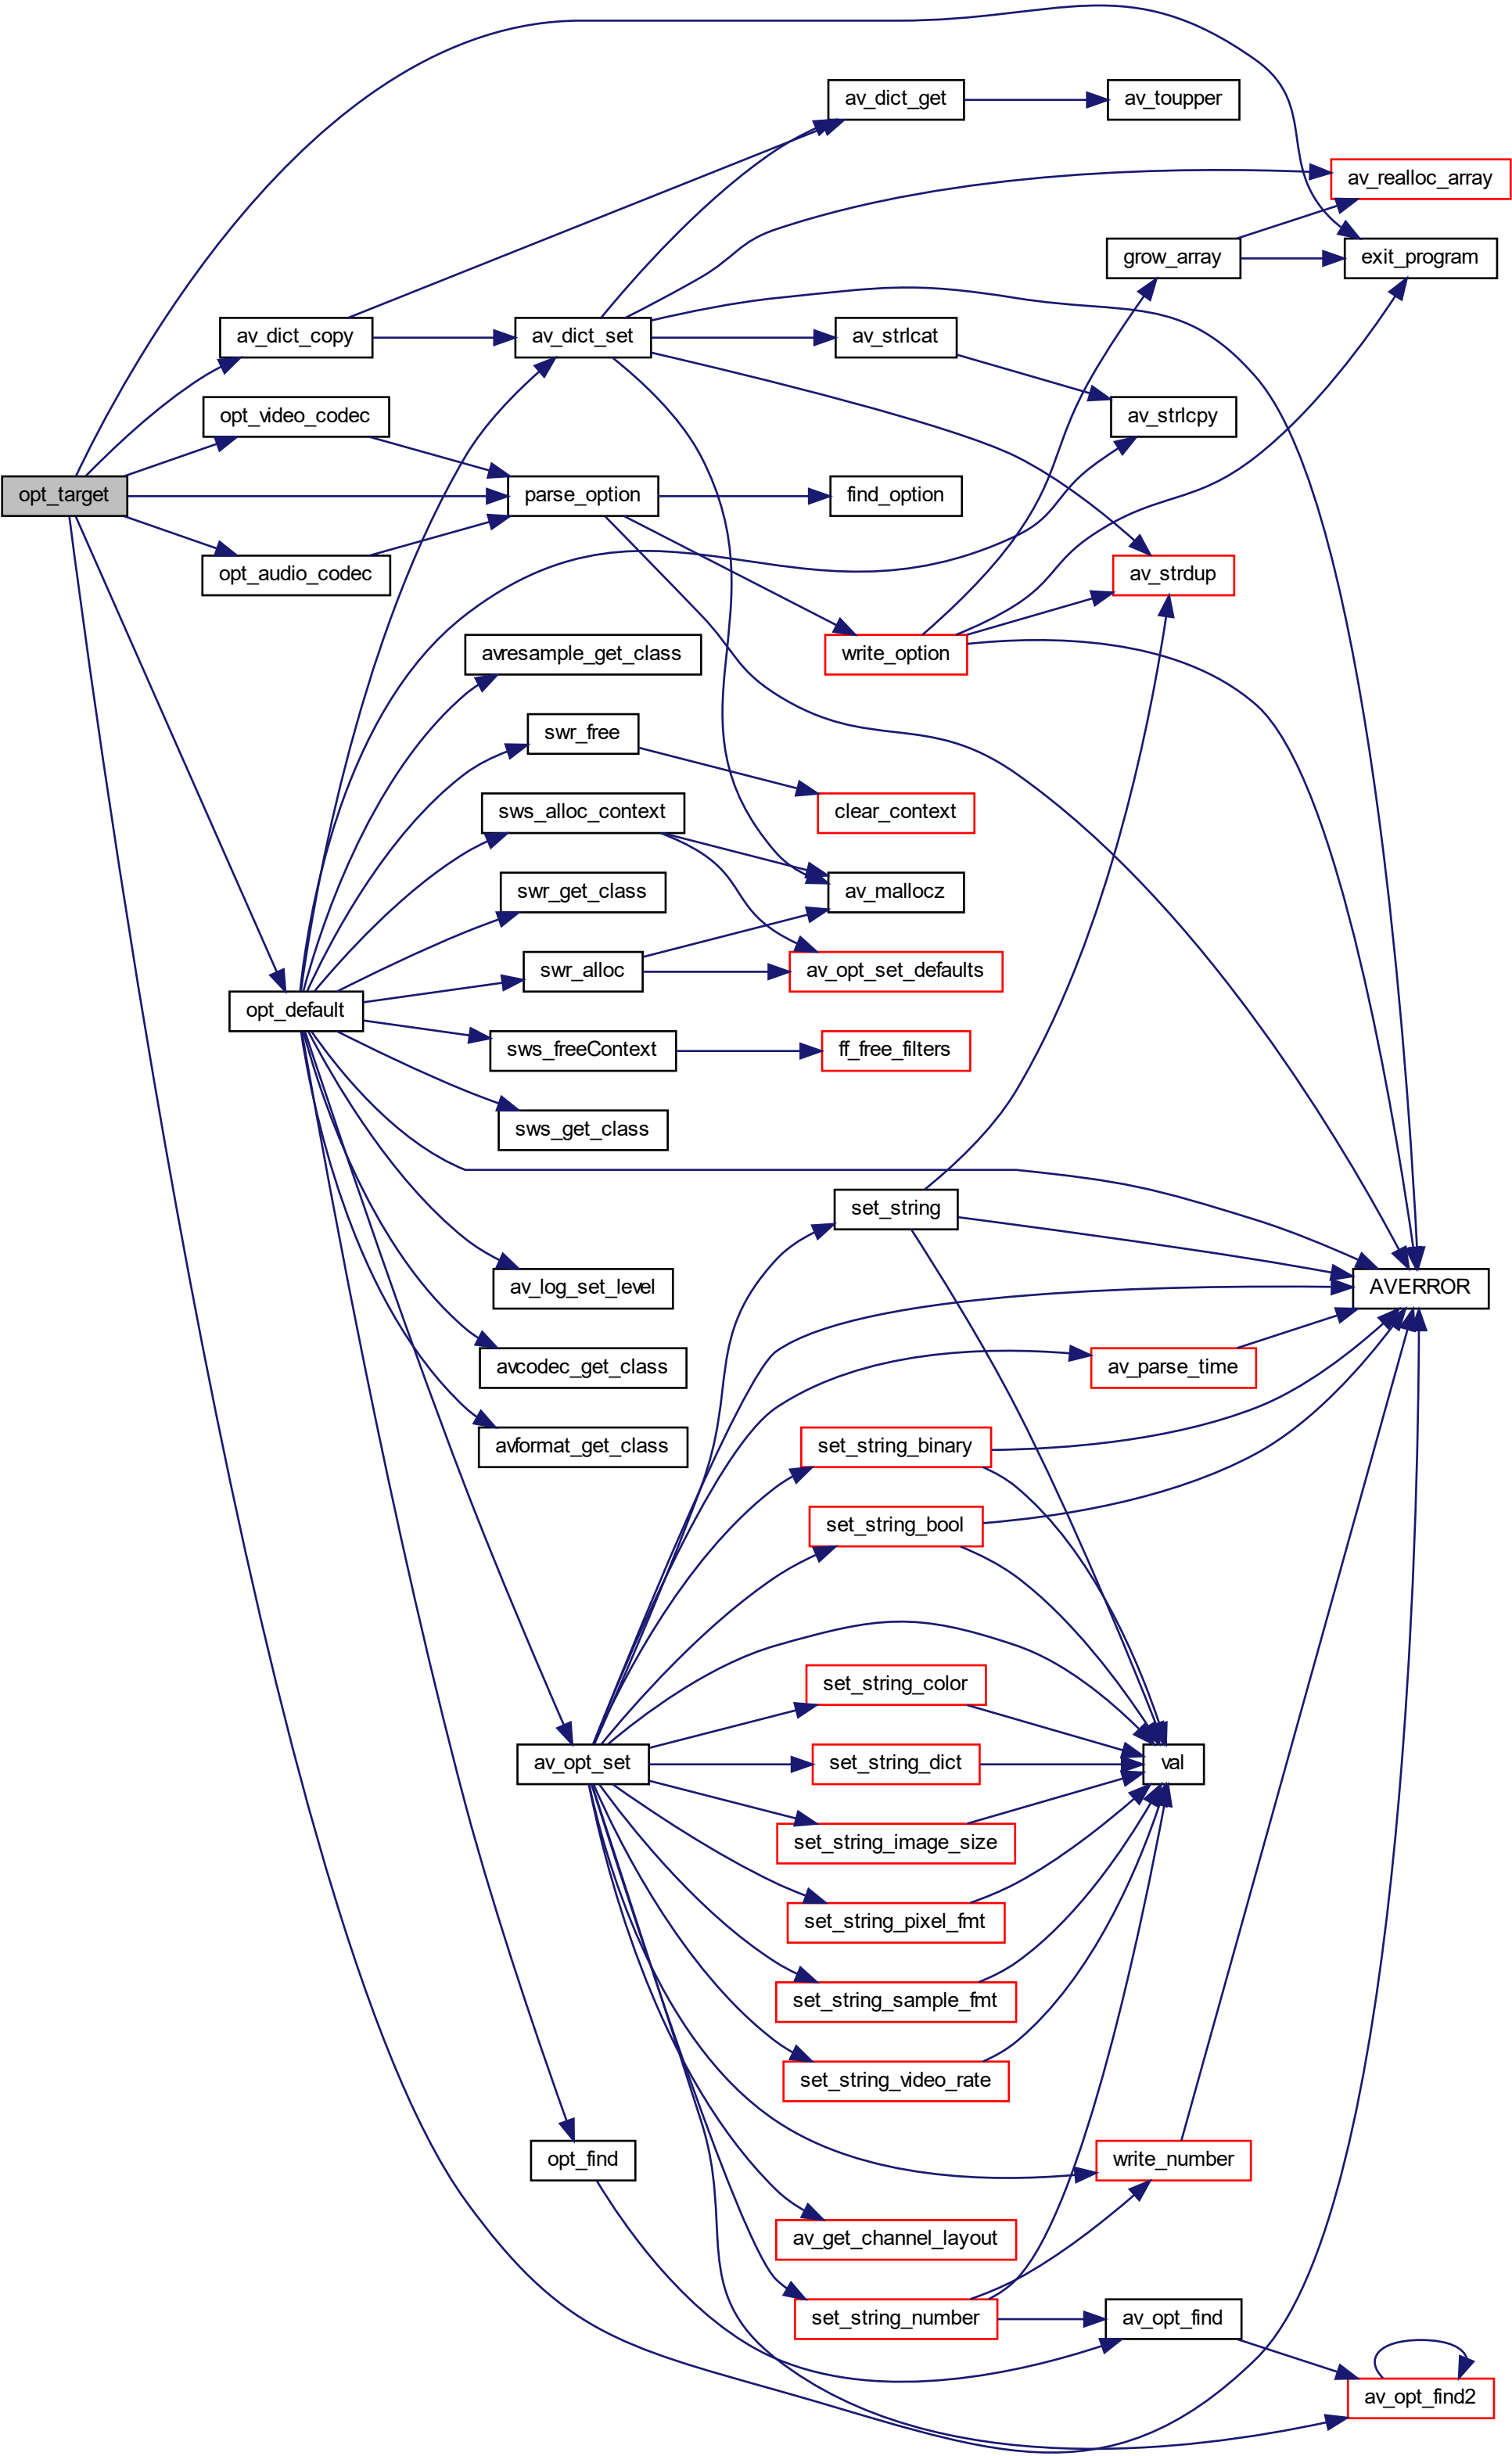 av_dict_get
av_toupper
av_realloc_array
grow_array
exit_program
av_dict_copy
av_dict_set
av_strlcat
opt_video_codec
av_strlcpy
opt_target
parse_option
find_option
opt_audio_codec
av_strdup
avresample_get_class
write_option
swr_free
sws_alloc_context
clear_context
swr_get_class
av_mallocz
swr_alloc
av_opt_set_defaults
opt_default
sws_freeContext
ff_free_filters
sws_get_class
set_string
av_log_set_level
AVERROR
avcodec_get_class
av_parse_time
avformat_get_class
set_string_binary
set_string_bool
set_string_color
av_opt_set
set_string_dict
val
set_string_image_size
set_string_pixel_fmt
set_string_sample_fmt
set_string_video_rate
opt_find
write_number
av_get_channel_layout
set_string_number
av_opt_find
av_opt_find2